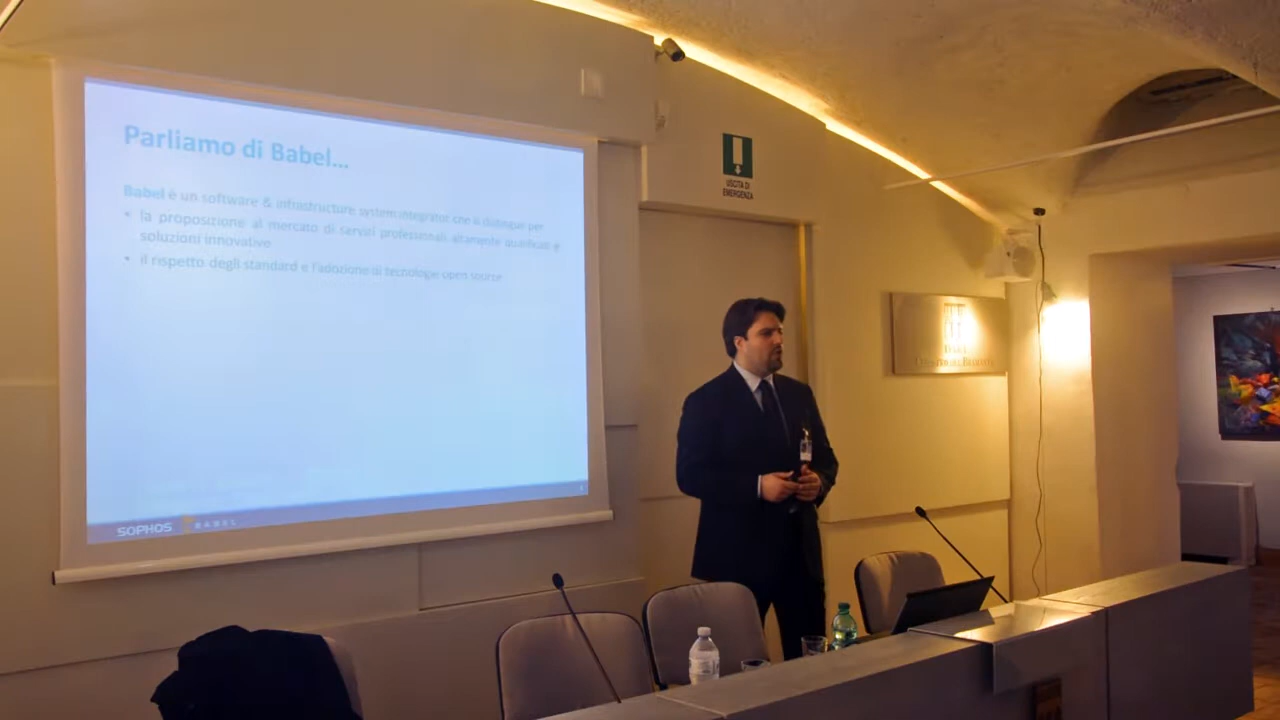 Parliamo di Babel...
Babel è un software & infrastructure system integrator che si distingue per
• la proposizione al mercato di servizi professionali altamente qualificati e
soluzioni innovative
• il rispetto degli standard e l'adozione di tecnologie open source
SOPHOS BABEL
USCITA DI
EMERGENZA